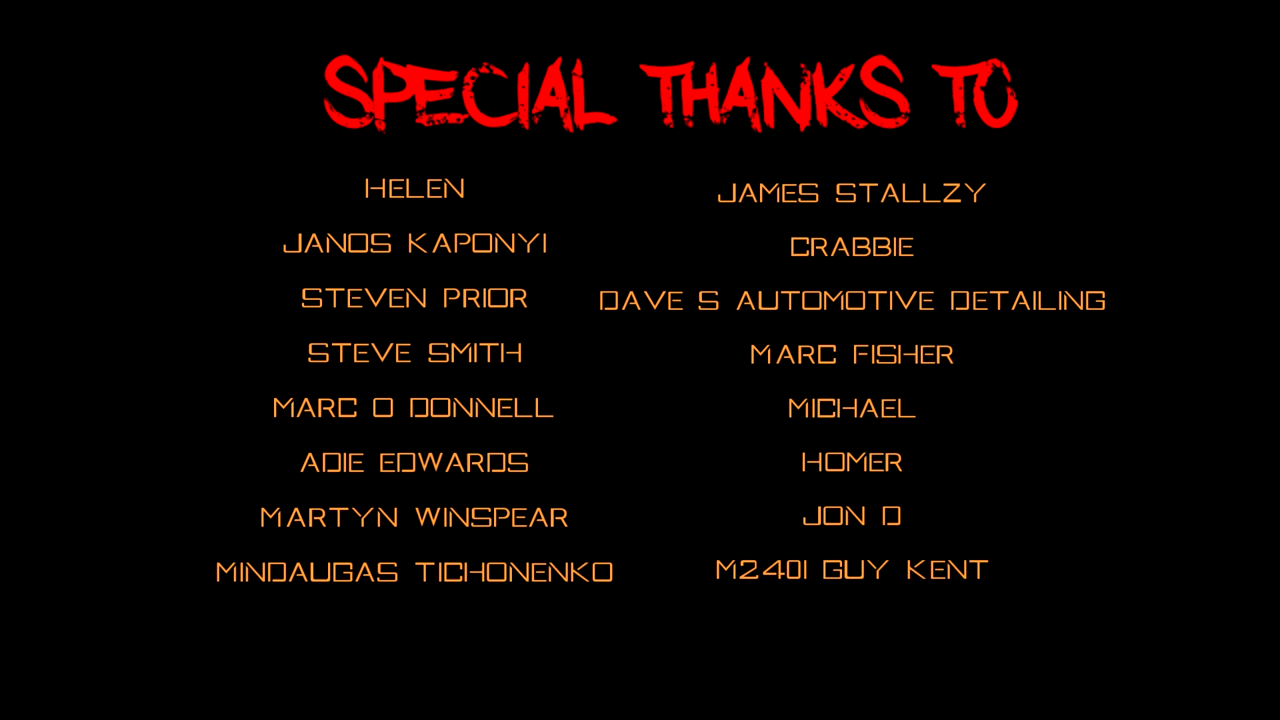 SPECIAL THANKS TO
HELEN
JANOS KAPONYI
STEVEN PRIOR
STEVE SMITH
MARC O DONNELL
ADIE EDWARDS
MARTYN WINSPEAR
MINDAUGAS TICHONENKO
JAMES STALLZY
CRABBIE
DAVE S AUTOMOTIVE DETAILING
MARC FISHER
MICHAEL
HOMER
JON D
M240I GUY KENT